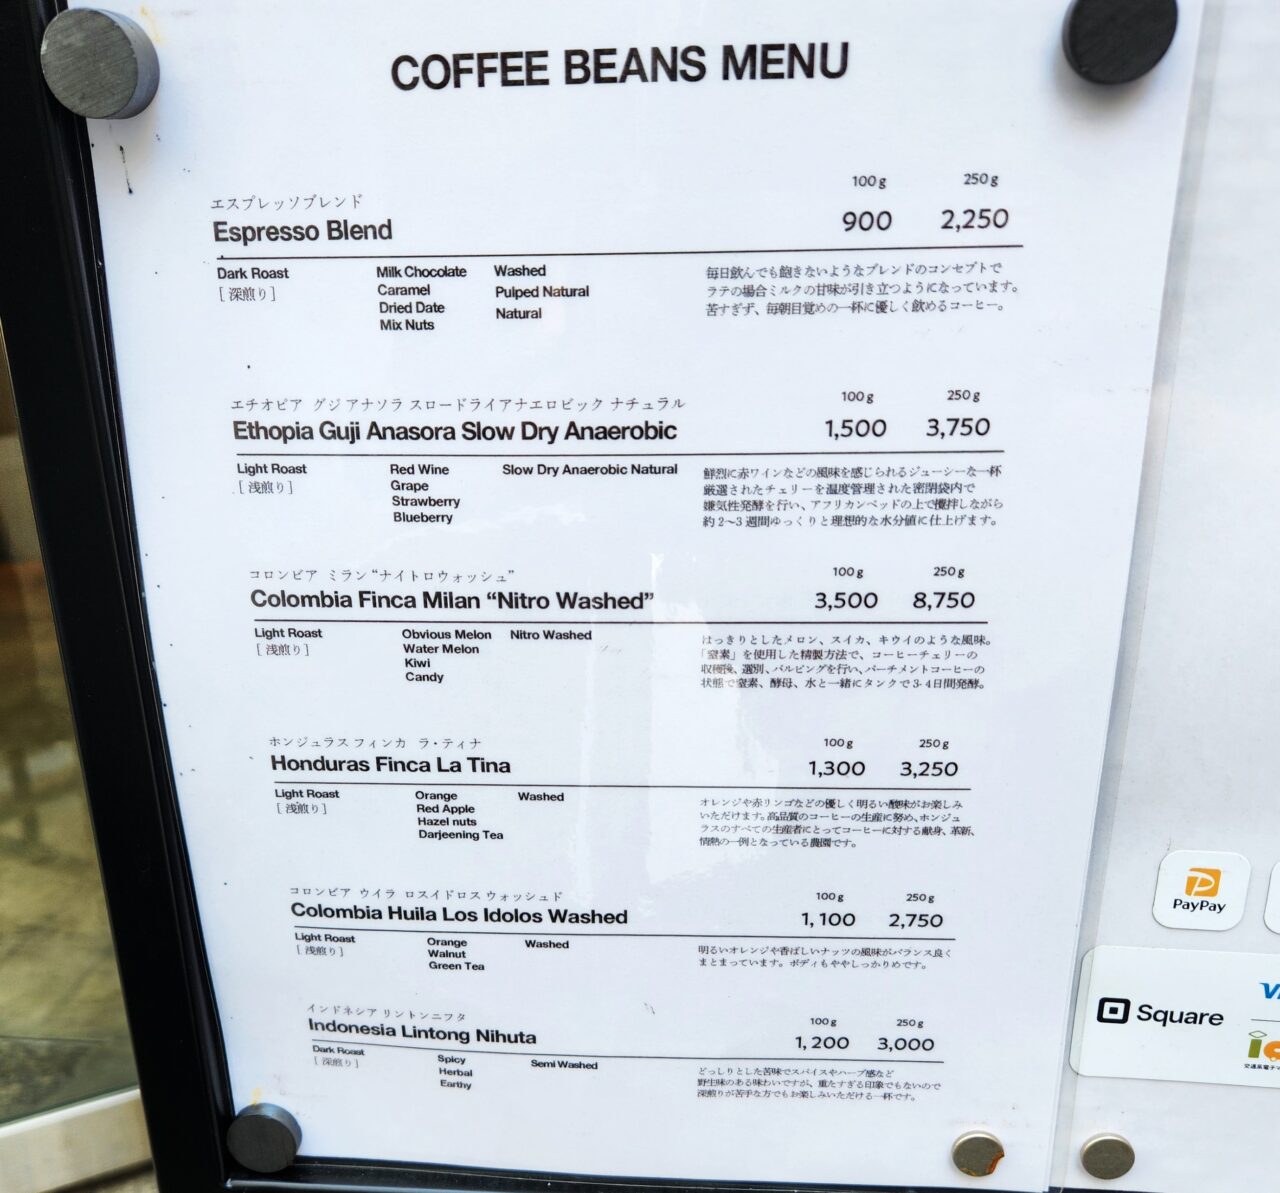 COFFEE BEANS MENU
100g 250g
エスプレッソブレンド
Espresso Blend 900 2,250
Dark Roast
[深煎り]
Milk Chocolate
Caramel
Dried Date
Mix Nuts
Washed
Pulped Natural
Natural
毎日飲んでも飽きないようなブレンドのコンセプトで
ラテの場合ミルクの甘味が引き立つようになっています。
苦すぎず、毎朝目覚めの一杯に優しく飲めるコーヒー。
100g 250g
エチオピア グジ アナソラ スロードライアナエロビック ナチュラル
Ethopia Guji Anasora Slow Dry Anaerobic 1,500 3,750
Light Roast
[浅煎り]
Red Wine
Grape
Strawberry
Blueberry
Slow Dry Anaerobic Natural
鮮烈に赤ワインなどの風味を感じられるジューシーな一杯
厳選されたチェリーを温度管理された密閉袋内で
嫌気性発酵を行い、アフリカンベッドの上で攪拌しながら
約2〜3週間ゆっくりと理想的な水分値に仕上げます。
100g 250g
コロンビア ミラン“ナイトロウォッシュ”
Colombia Finca Milan “Nitro Washed” 3,500 8,750
Light Roast
[浅煎り]
Obvious Melon
Water Melon
Kiwi
Candy
Nitro Washed
はっきりとしたメロン、スイカ、キウイのような風味。
「窒素」を使用した精製方法で、コーヒーチェリーの
収穫後、選別、パルピングを行い、パーチメントコーヒーの
状態で窒素、酵母、水と一緒にタンクで3-4日間発酵。
100g 250g
ホンジュラス フィンカ ラ・ティナ
Honduras Finca La Tina 1,300 3,250
Light Roast
[浅煎り]
Orange
Red Apple
Hazel nuts
Darjeening Tea
Washed
オレンジや赤リンゴなどの優しく明るい酸味がお楽しみ
いただけます。高品質のコーヒーの生産に努め、ホンジュ
ラスのすべての生産者にとってコーヒーに対する献身、革新、
情熱の一例となっている農園です。
100g 250g
コロンビア ウイラ ロスイドロス ウォッシュド
Colombia Huila Los Idolos Washed 1,100 2,750
Light Roast
[浅煎り]
Orange
Walnut
Green Tea
Washed
明るいオレンジや香ばしいナッツの風味がバランス良く
まとまっています。ボディもややしっかりめです。
100g 250g
インドネシア リントンニフタ
Indonesia Lintong Nihuta 1,200 3,000
Dark Roast
[深煎り]
Spicy
Herbal
Earthy
Semi Washed
どっしりとした苦味でスパイスやハーブ感など
野生味のある味わいですが、重たすぎる印象でもないので
深煎りが苦手な方でもお楽しみいただける一杯です。
PayPay
Square